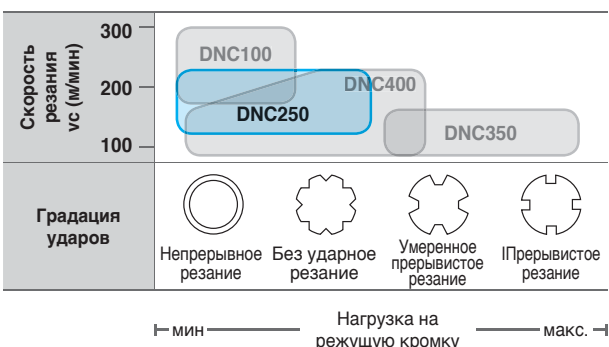 Скорость
резания
vc (м/мин)
300
200
100
DNC100
DNC400
DNC250
DNC350
Градация
ударов
Непрерывное
резание
Без ударное
резание
Умеренное
прерывистое
резание
IПрерывистое
резание
мин
Нагрузка на
режущую кромку
макс.